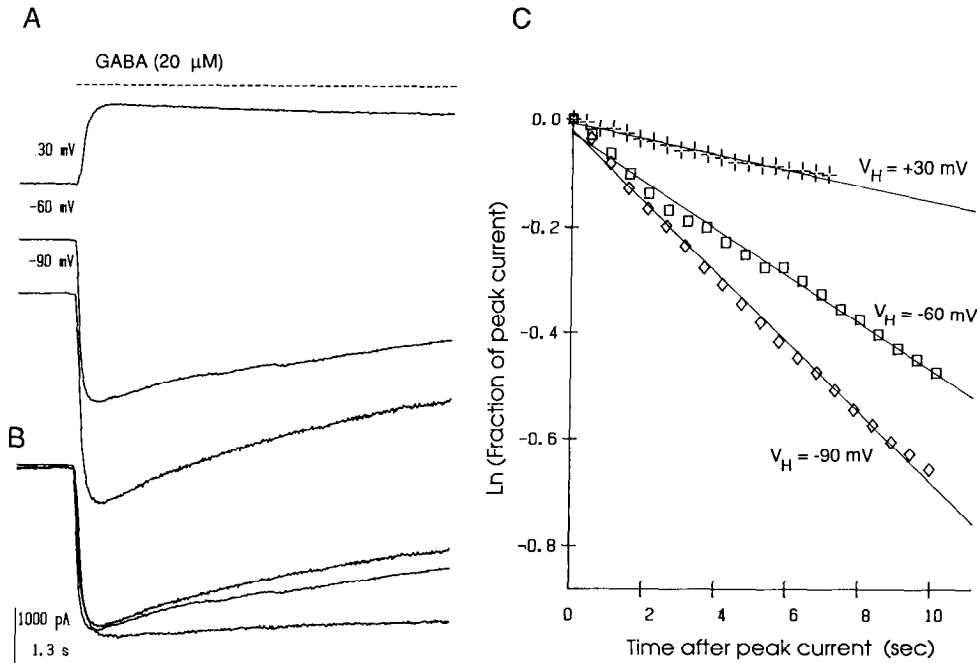 A
GABA (20 μM)
30 mV
-60 mV
-90 mV
B
1000 pA
1.3 s
C
Ln (Fraction of peak current)
0.0
-0.2
-0.4
-0.6
-0.8
V_H = +30 mV
V_H = -60 mV
V_H = -90 mV
0 2 4 6 8 10
Time after peak current (sec)